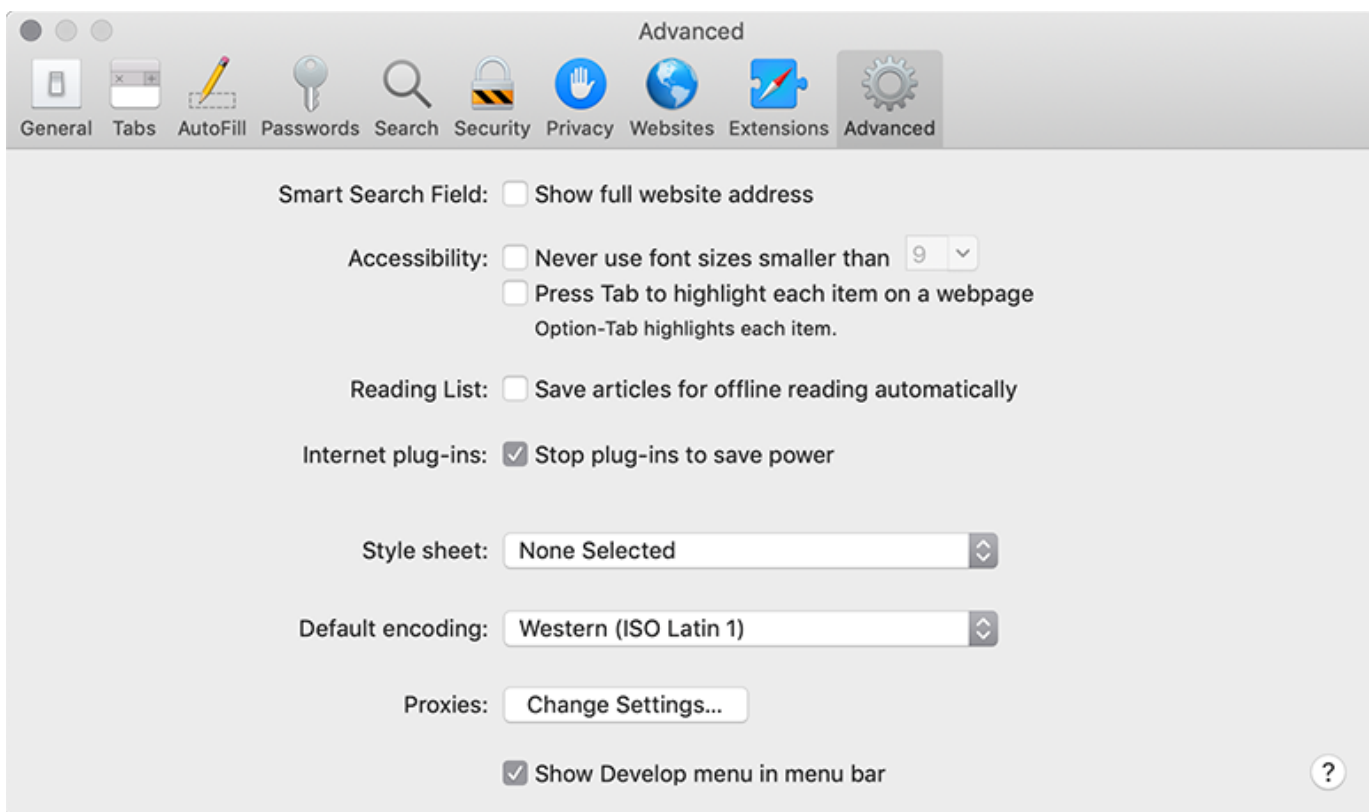 Advanced
General Tabs AutoFill Passwords Search Security Privacy Websites Extensions Advanced
Smart Search Field: Show full website address
Accessibility: Never use font sizes smaller than 9
Press Tab to highlight each item on a webpage
Option-Tab highlights each item.
Reading List: Save articles for offline reading automatically
Internet plug-ins: Stop plug-ins to save power
Style sheet: None Selected
Default encoding: Western (ISO Latin 1)
Proxies: Change Settings...
Show Develop menu in menu bar ?